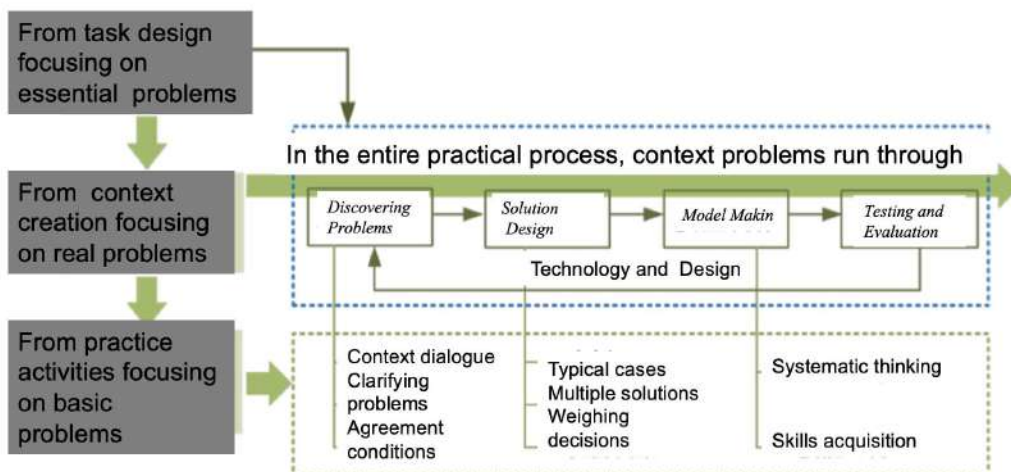 From task design
focusing on
essential problems
In the entire practical process, context problems run through
From context
creation focusing
on real problems
Discovering
Problems
Solution
Design
Model Makin
Testing and
Evaluation
Technology and Design
From practice
activities focusing
on basic
problems
Context dialogue
Clarifying
problems
Agreement
conditions
Typical cases
Multiple solutions
Weighing
decisions
Systematic thinking
Skills acquisition